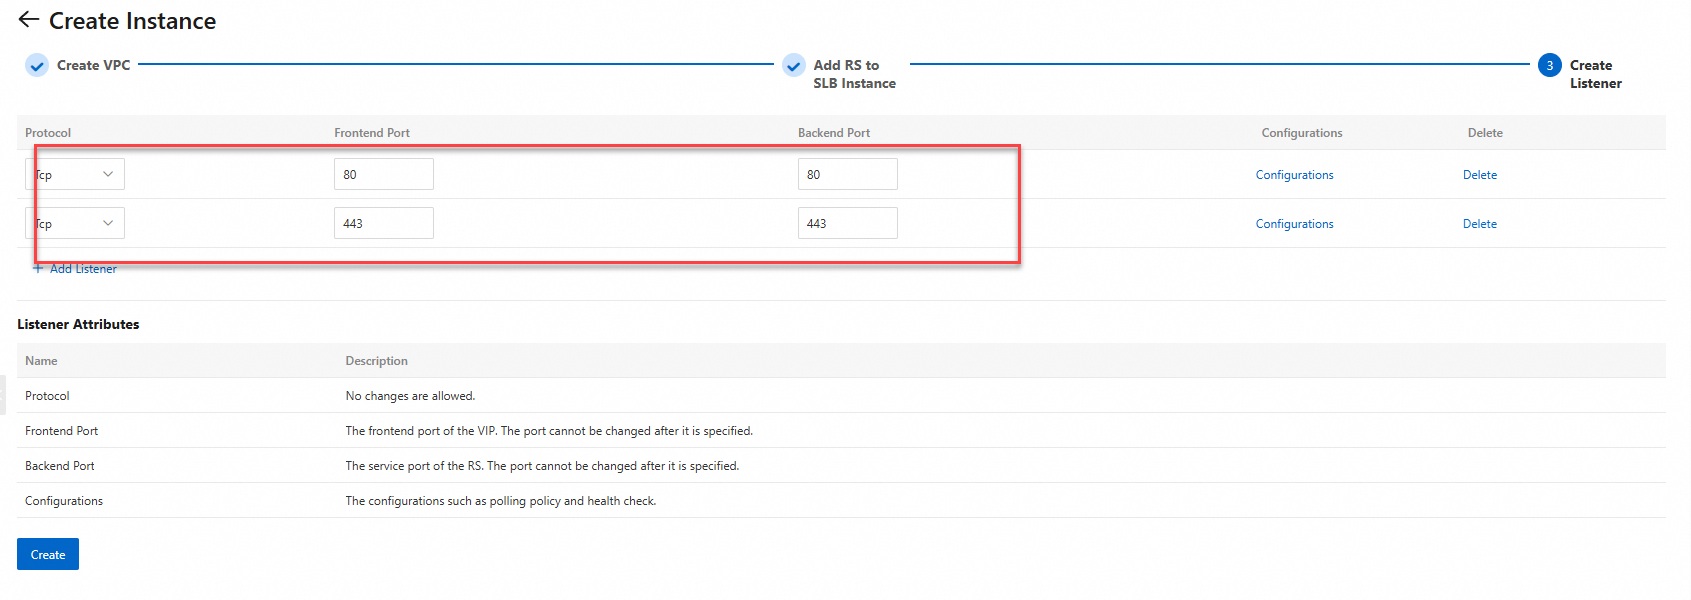 Create Instance
Create VPC
Add RS to
SLB Instance
3
Create
Listener
Protocol Frontend Port Backend Port Configurations Delete
Tcp 80 80 Configurations Delete
Tcp 443 443 Configurations Delete
+ Add Listener
Listener Attributes
Name Description
Protocol No changes are allowed.
Frontend Port The frontend port of the VIP. The port cannot be changed after it is specified.
Backend Port The service port of the RS. The port cannot be changed after it is specified.
Configurations The configurations such as polling policy and health check.
Create